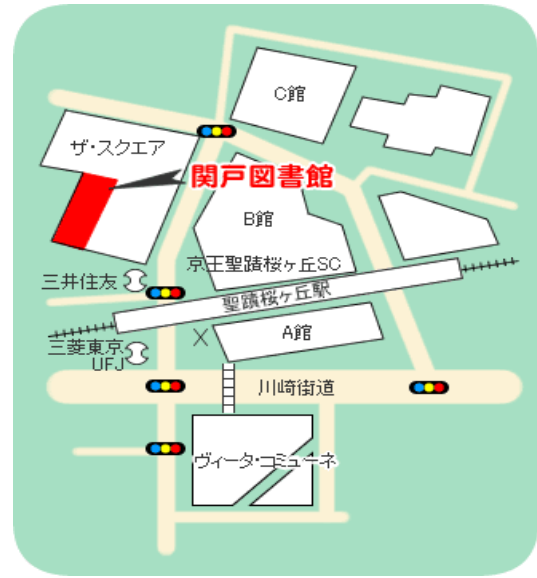 C館
ザ・スクエア
関戸図書館
B館
京王聖蹟桜ヶ丘SC
三井住友
聖蹟桜ヶ丘駅
A館
三菱東京
UFJ
川崎街道
ヴィータ・コミューネ